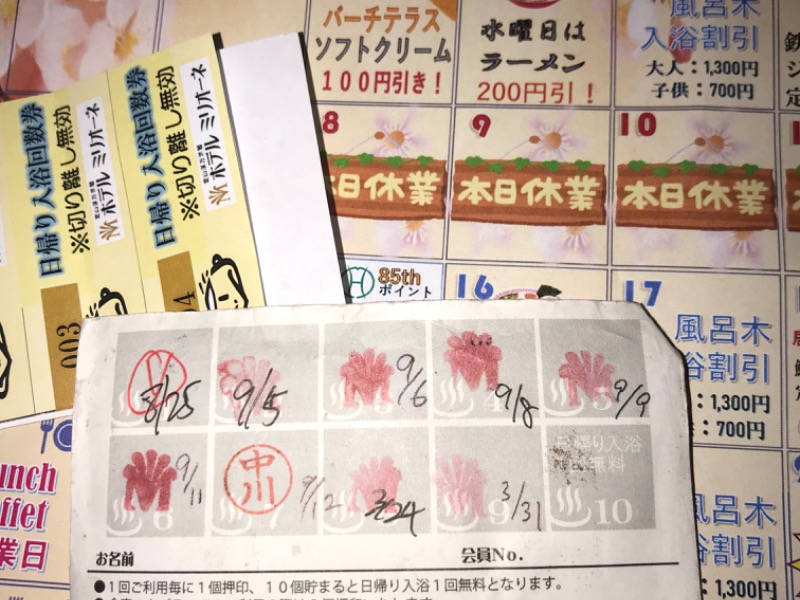 バーチテラス
ソフトクリーム
100円引き！
水曜日は
ラーメン
200円引！
風呂木
入浴割引
大人：1,300円
子供：700円
日帰り入浴回数券
※切り離し無効
ホテル ミリオーネ
003
日帰り入浴回数券
※切り離し無効
ホテル ミリオーネ
8
本日休業
9
本日休業
10
本日休業
85th
ポイント
16
17
風呂木
入浴割引
：1,300円
：700円
8/25
9/5
9/6
4
9/8
5
9/9
6
9/11
中川
7
9/12
3/24
9
3/31
日帰り入浴
無料
10
お名前
会員No.
●1回ご利用毎に1個押印、10個貯まると日帰り入浴1回無料となります。
unch
ffet
業日
風呂木
浴割引
：1,300円
：700円